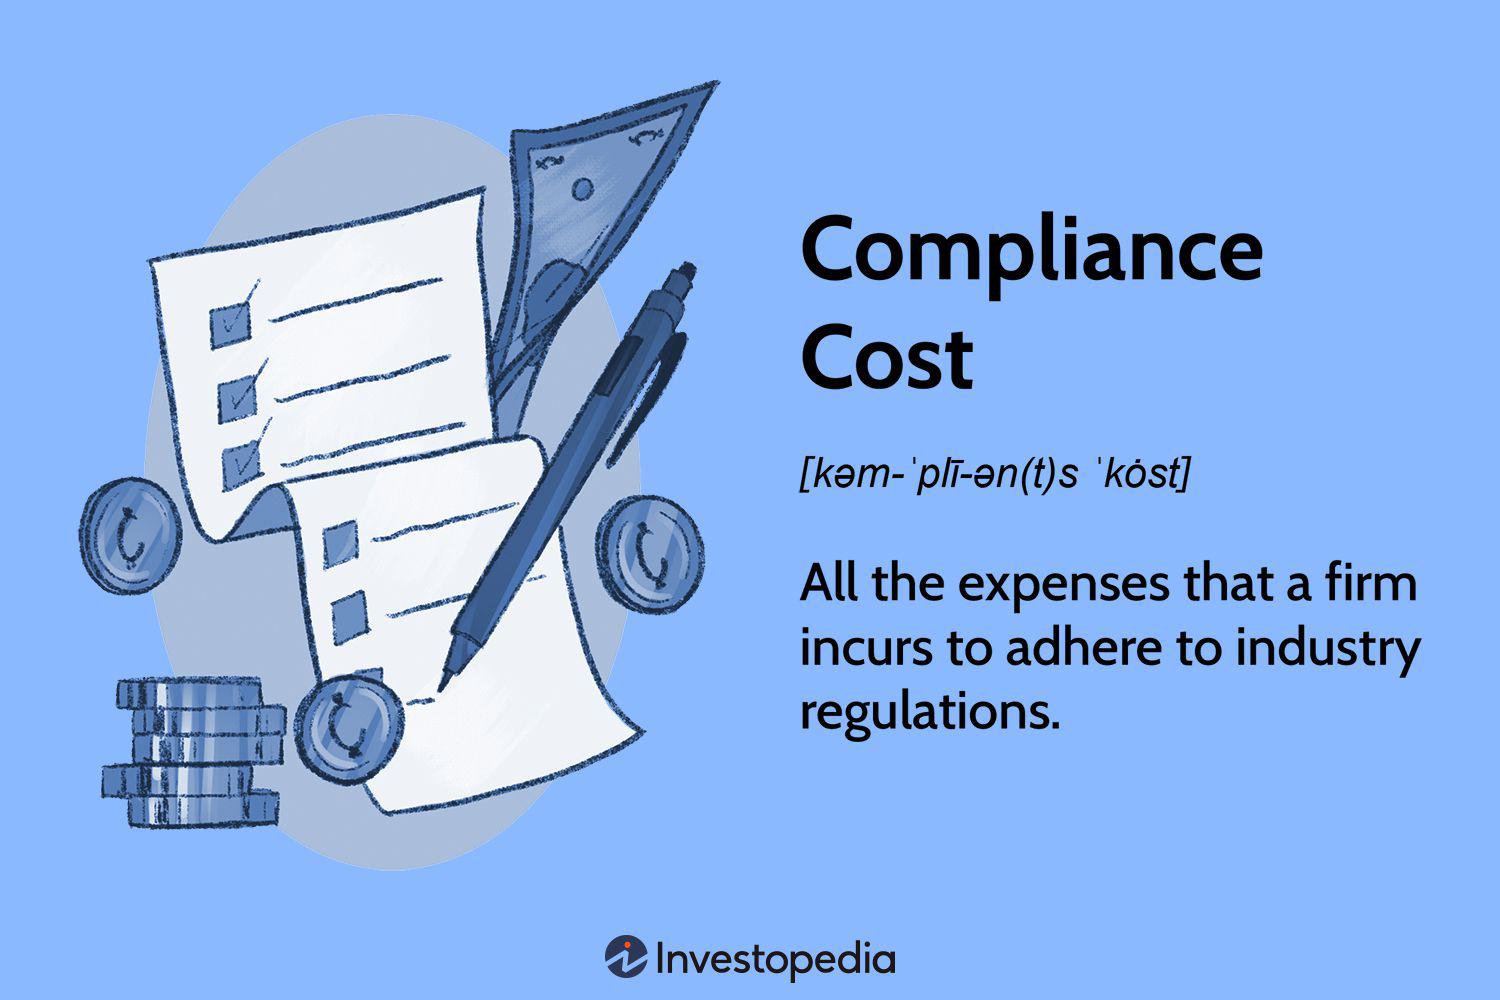 Compliance
Cost
[kəm-ˈplī-ən(t)s ˈkȯst]
All the expenses that a firm
incurs to adhere to industry
regulations.
Investopedia